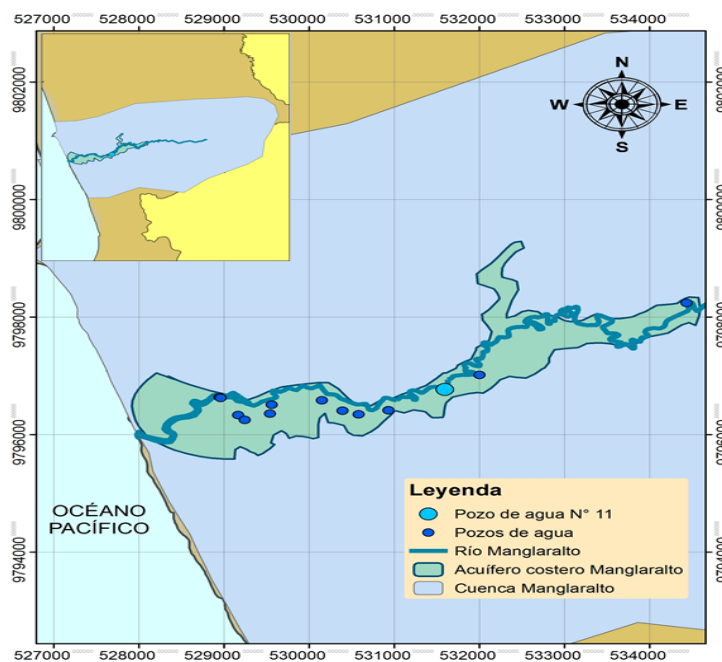 527000 528000 529000 530000 531000 532000 533000 534000
N
W E
S
9802000
9800000
9798000
9796000
9794000
OCÉANO
PACÍFICO
Leyenda
Pozo de agua N° 11
Pozos de agua
Río Manglaralto
Acuífero costero Manglaralto
Cuenca Manglaralto
527000 528000 529000 530000 531000 532000 533000 534000